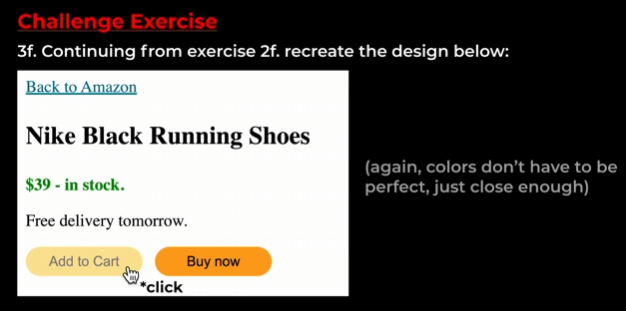 Challenge Exercise
3f. Continuing from exercise 2f. recreate the design below:
Back to Amazon
Nike Black Running Shoes
$39 - in stock.
(again, colors don't have to be
perfect, just close enough)
Free delivery tomorrow.
Add to Cart Buy now
*click